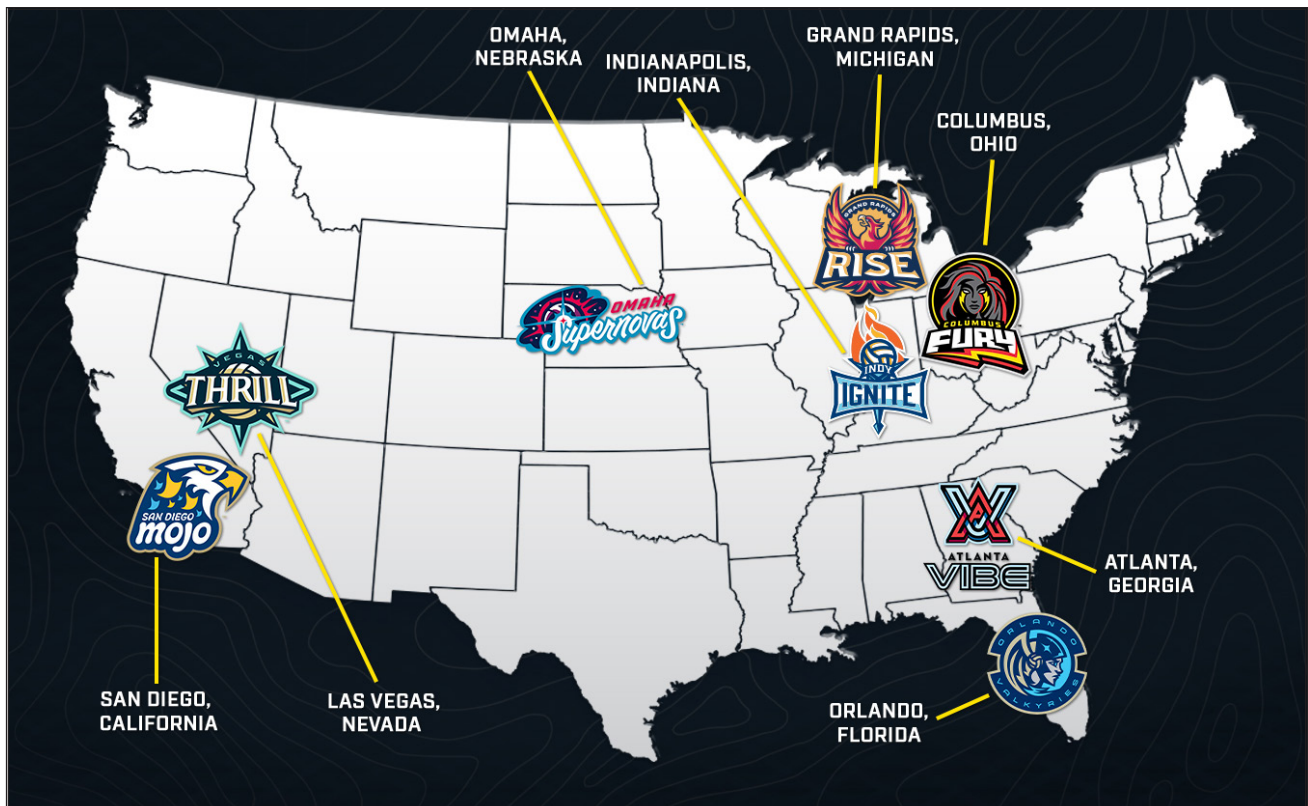 OMAHA,
NEBRASKA
INDIANAPOLIS,
INDIANA
GRAND RAPIDS,
MICHIGAN
COLUMBUS,
OHIO
GRAND RAPIDS
RISE
OMAHA
Supernovas
COLUMBUS
FURY
INDY
IGNITE
VEGAS
THRILL
SAN DIEGO
mojo
ATLANTA
VIBE
ATLANTA,
GEORGIA
ORLANDO
VALKYRIES
SAN DIEGO,
CALIFORNIA
LAS VEGAS,
NEVADA
ORLANDO,
FLORIDA